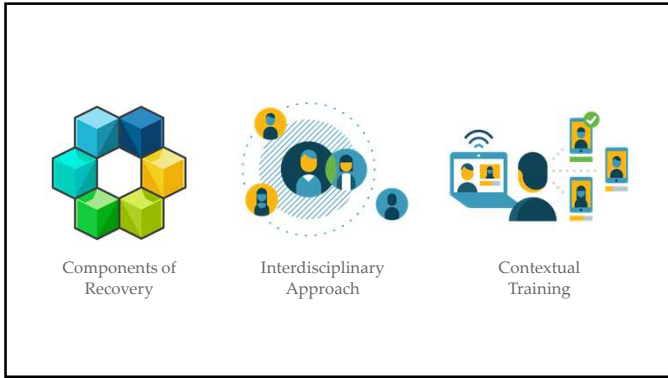 Components of
Recovery
Interdisciplinary
Approach
Contextual
Training